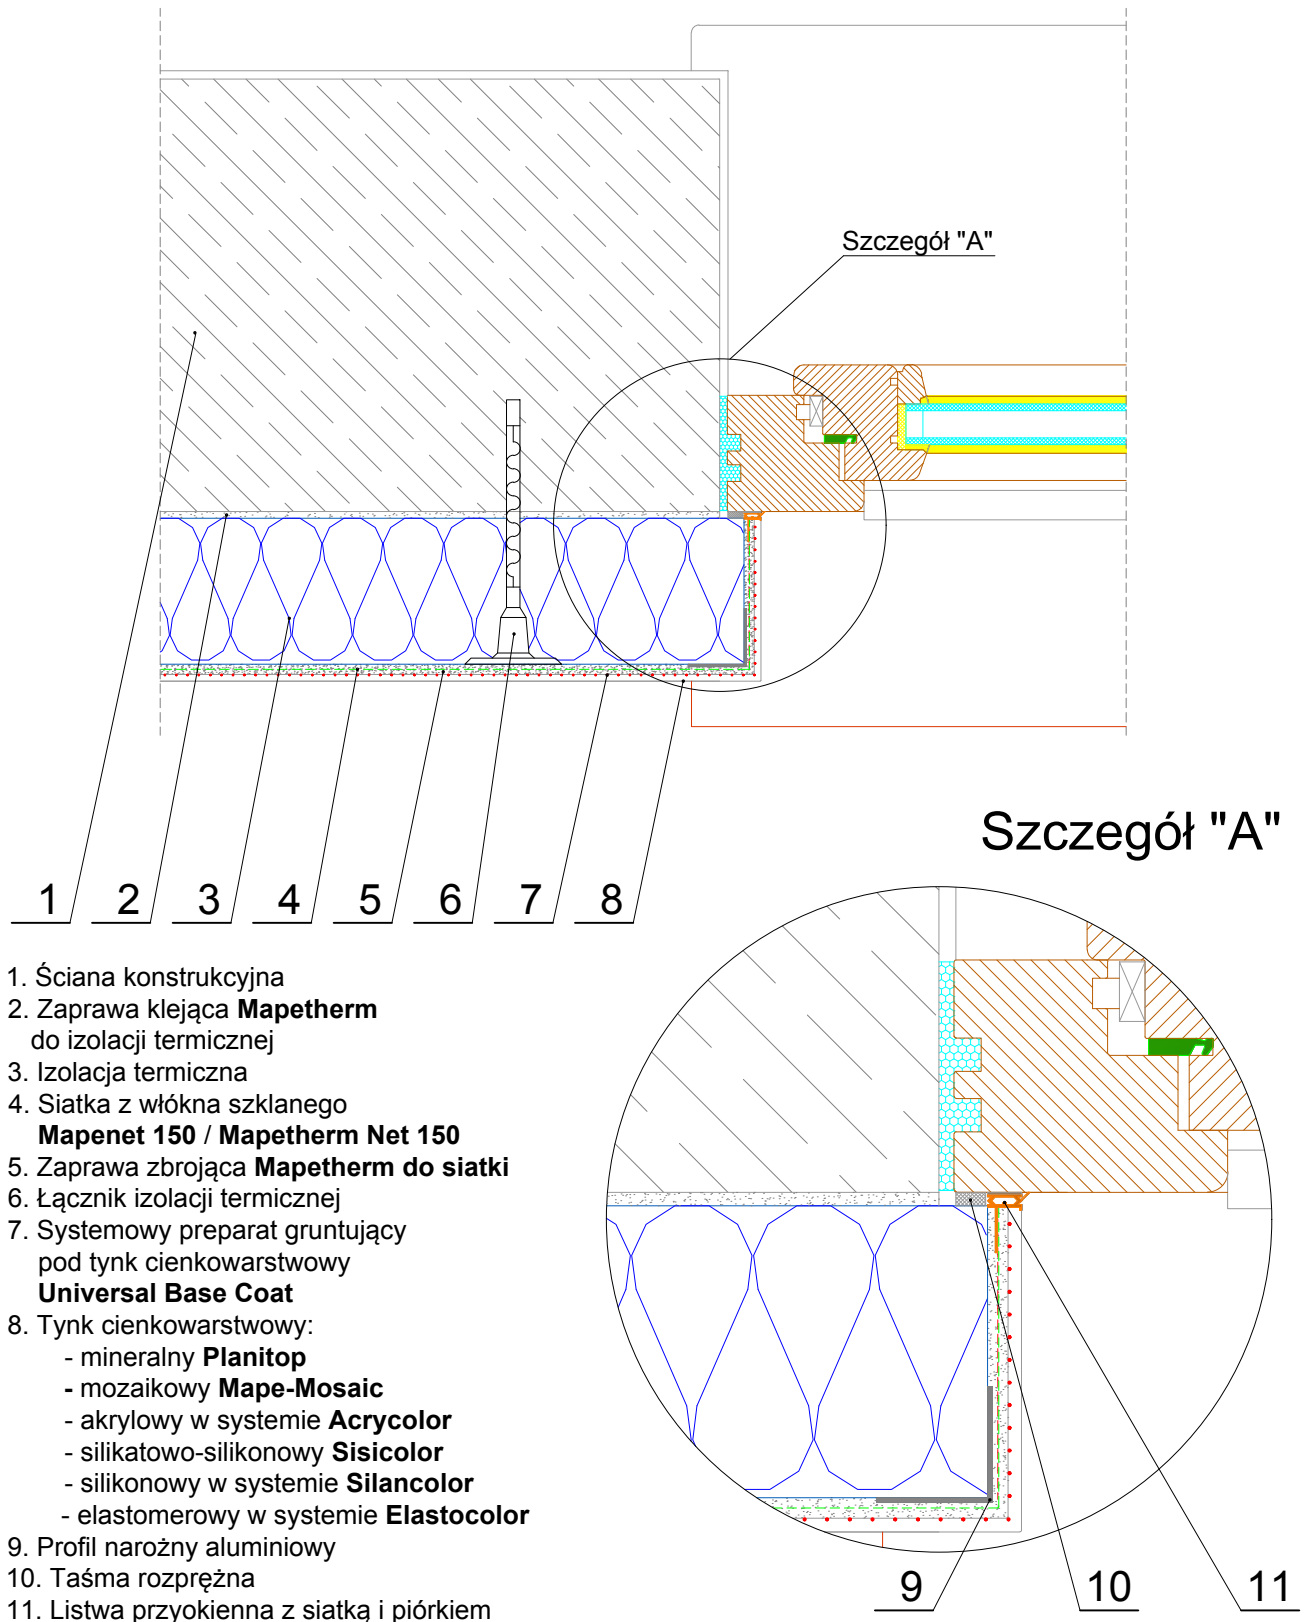 Szczegół "A"
Szczegół "A"
1 2 3 4 5 6 7 8
1. Ściana konstrukcyjna
2. Zaprawa klejąca Mapetherm
do izolacji termicznej
3. Izolacja termiczna
4. Siatka z włókna szklanego
Mapenet 150 / Mapetherm Net 150
5. Zaprawa zbrojąca Mapetherm do siatki
6. Łącznik izolacji termicznej
7. Systemowy preparat gruntujący
pod tynk cienkowarstwowy
Universal Base Coat
8. Tynk cienkowarstwowy:
- mineralny Planitop
- mozaikowy Mape-Mosaic
- akrylowy w systemie Acrycolor
- silikatowo-silikonowy Sisicolor
- silikonowy w systemie Silancolor
- elastomerowy w systemie Elastocolor
9. Profil narożny aluminiowy
10. Taśma rozprężna
11. Listwa przyokienna z siatką i piórkiem
9 10 11